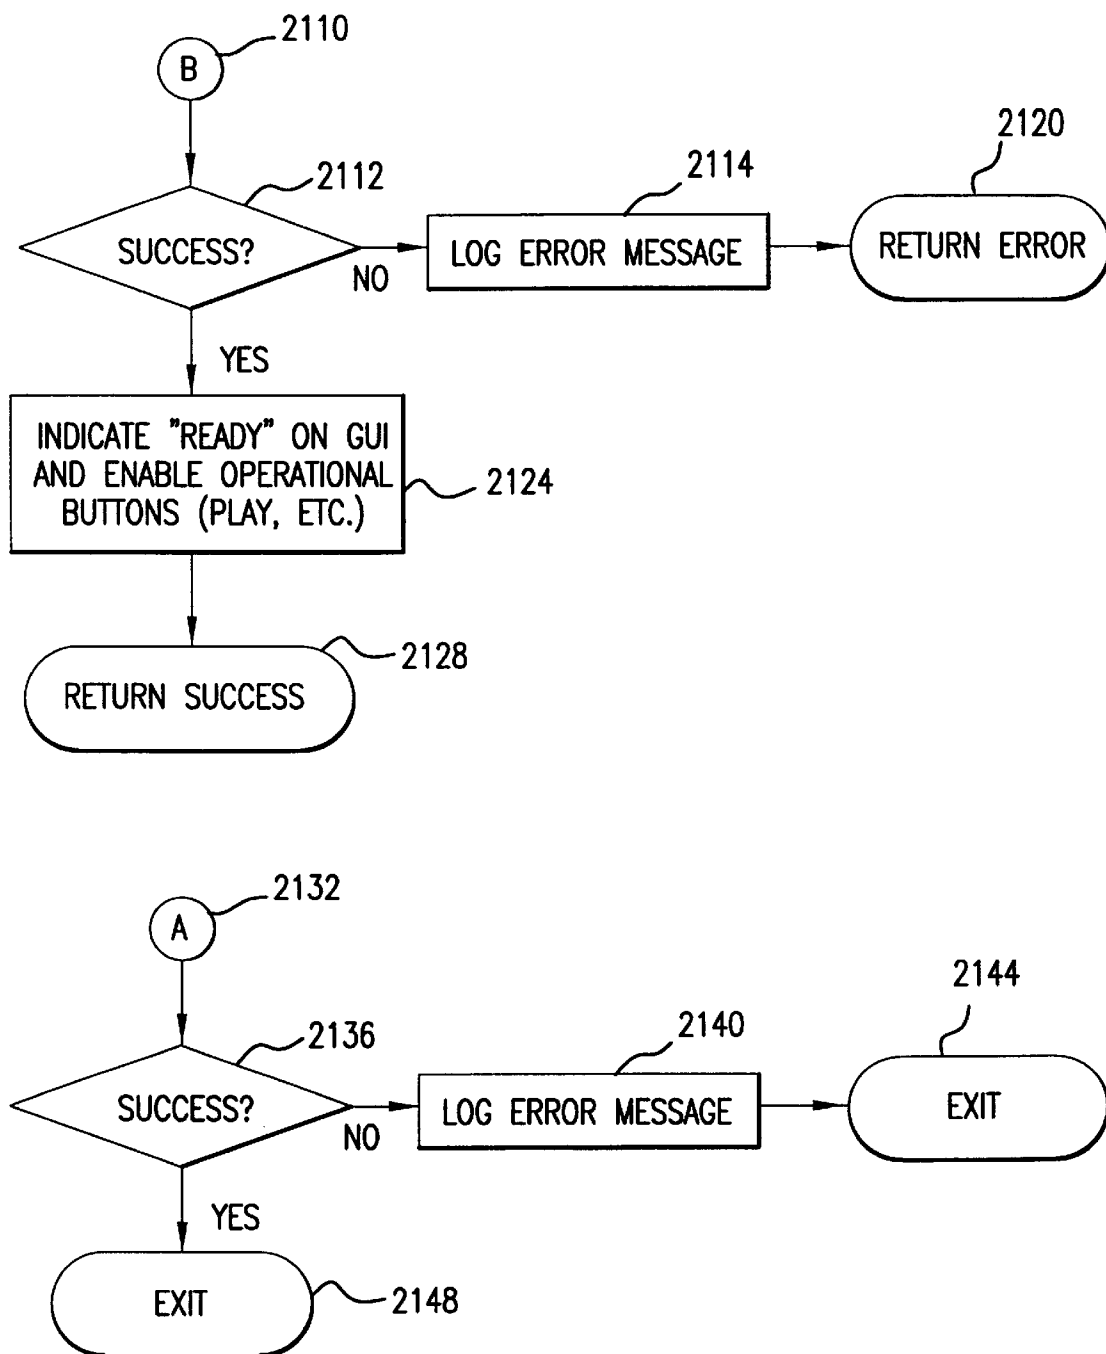 2110
B
2112
SUCCESS?
NO
2114
LOG ERROR MESSAGE
2120
RETURN ERROR
YES
INDICATE "READY" ON GUI
AND ENABLE OPERATIONAL
BUTTONS (PLAY, ETC.)
2124
2128
RETURN SUCCESS
2132
A
2136
SUCCESS?
NO
2140
LOG ERROR MESSAGE
2144
EXIT
YES
EXIT
2148